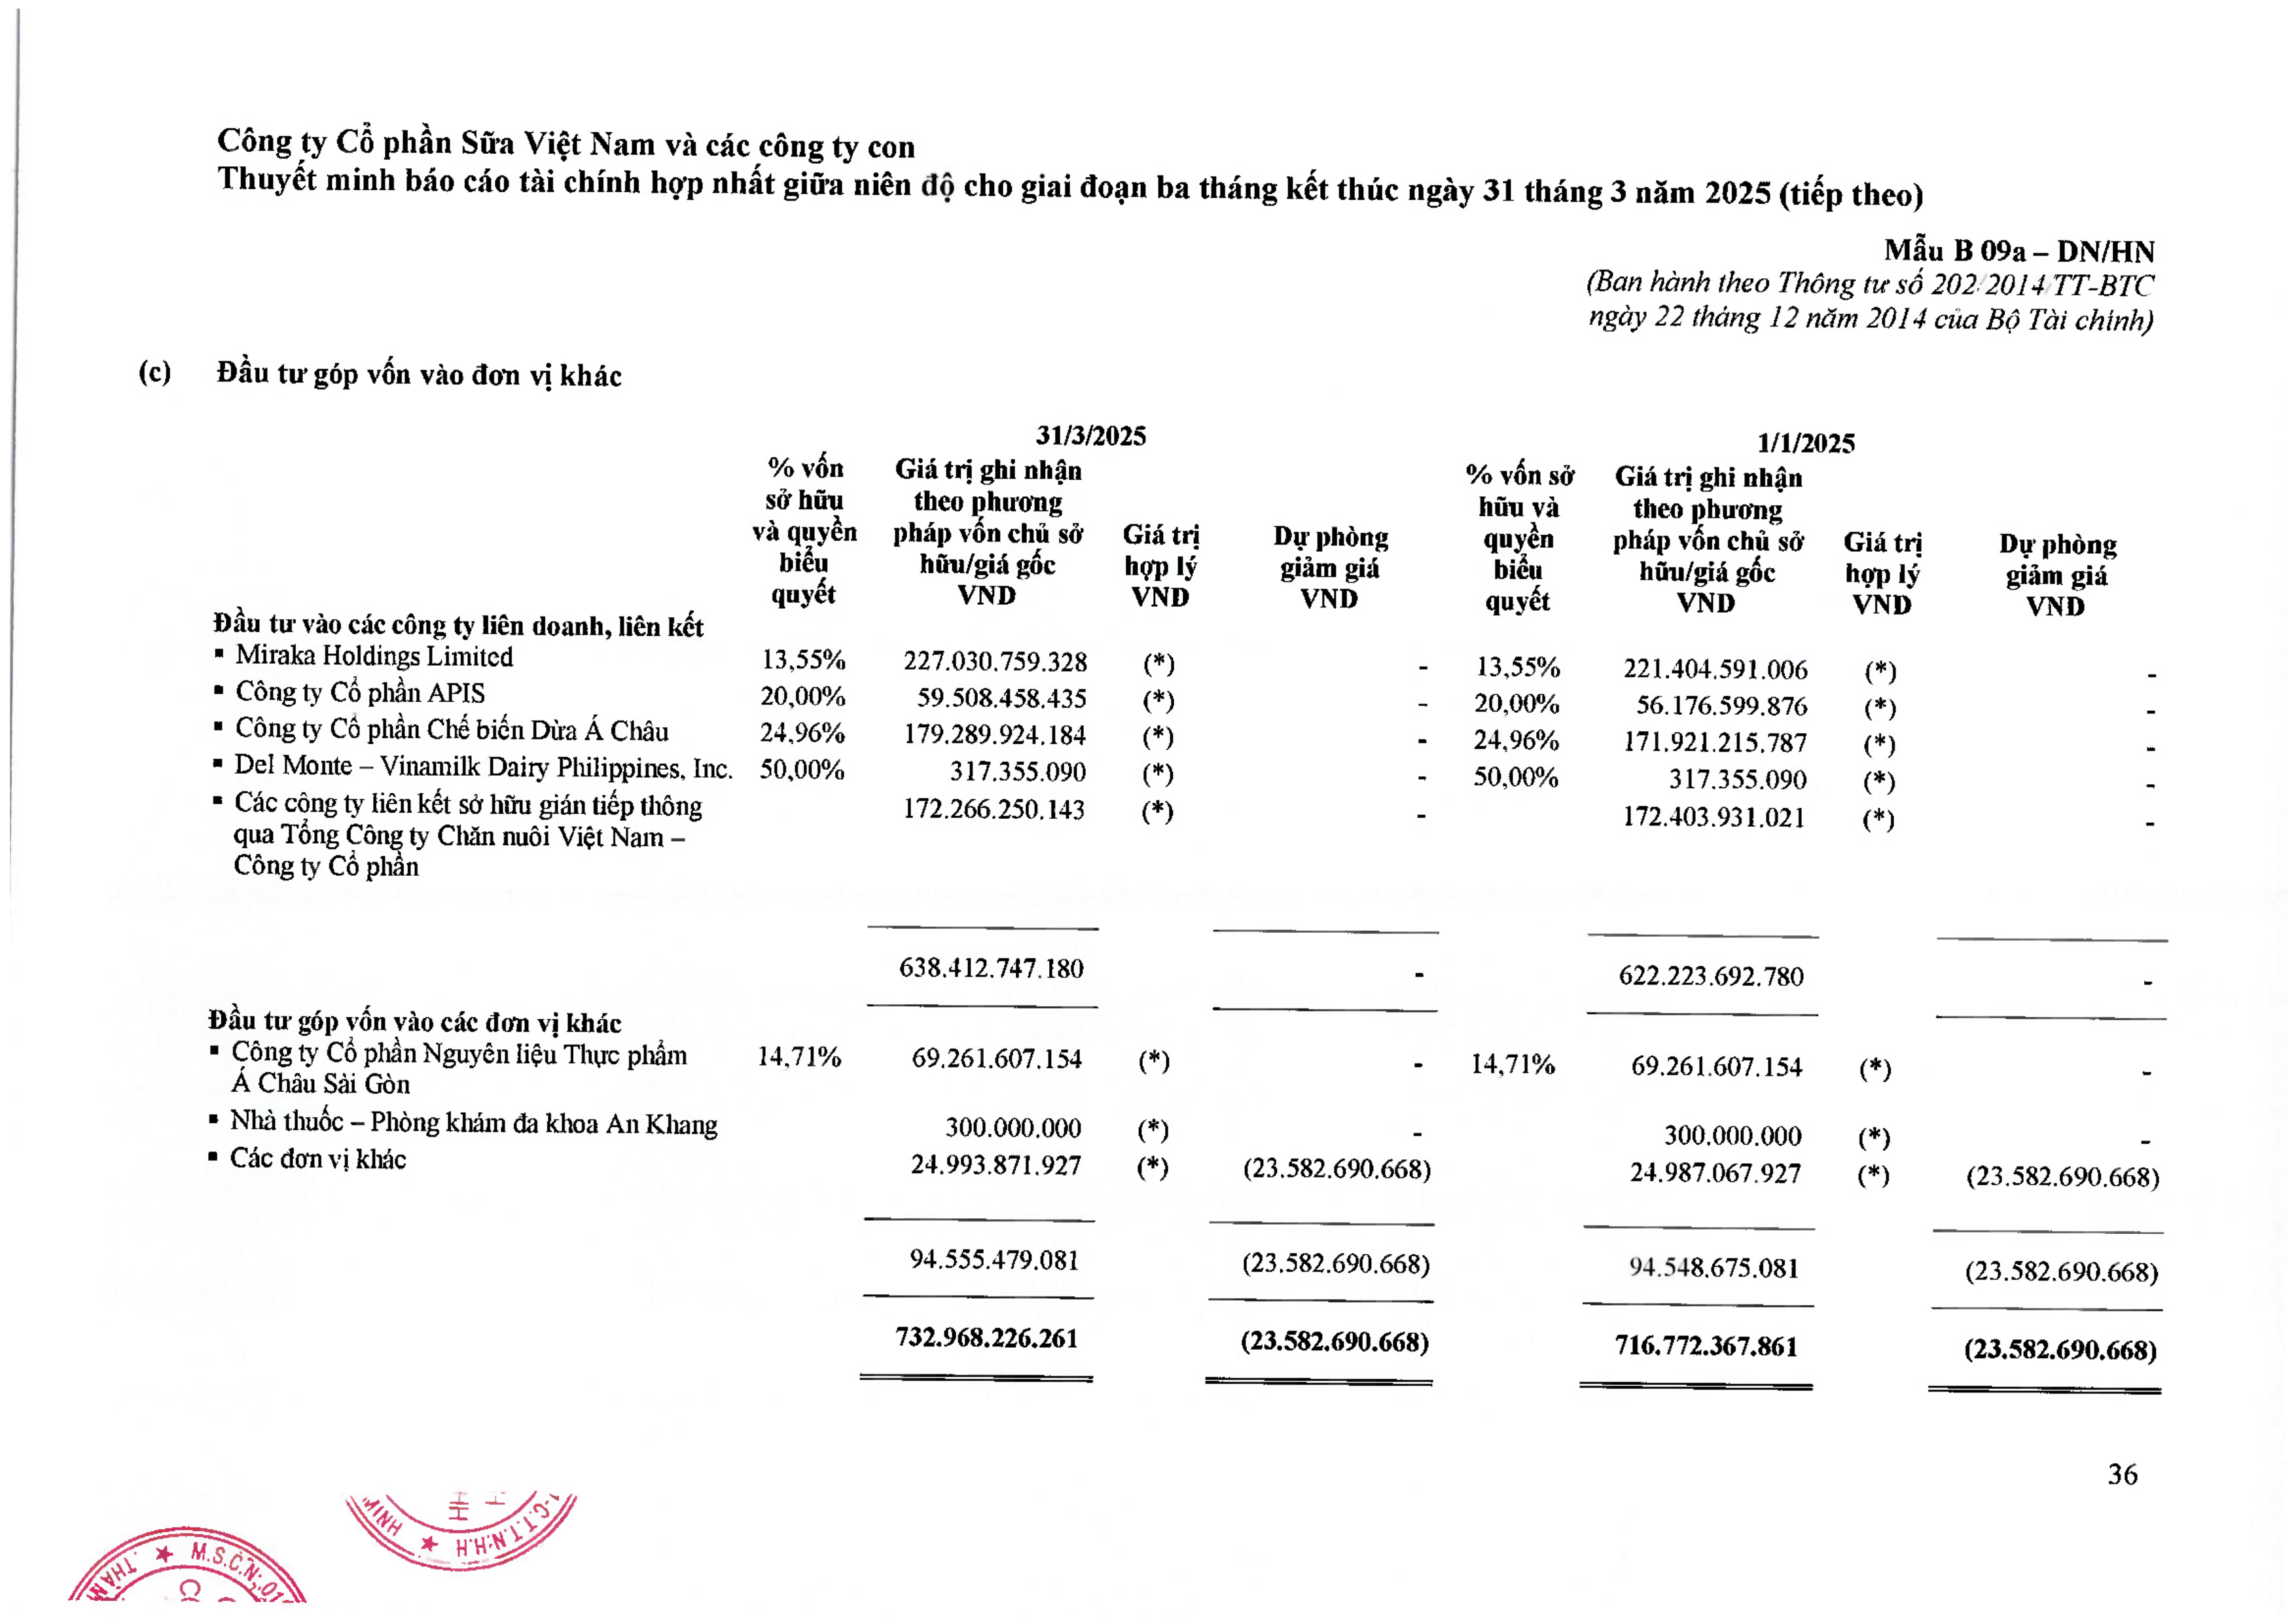 Công ty Cổ phần Sữa Việt Nam và các công ty con
Thuyết minh báo cáo tài chính hợp nhất giữa niên độ cho giai đoạn ba tháng kết thúc ngày 31 tháng 3 năm 2025 (tiếp theo)
Mẫu B 09a – DN/HN
(Ban hành theo Thông tư số 202/2014/TT-BTC
ngày 22 tháng 12 năm 2014 của Bộ Tài chính)
(c) Đầu tư góp vốn vào đơn vị khác
31/3/2025 1/1/2025
% vốn Giá trị ghi nhận % vốn sở Giá trị ghi nhận
sở hữu theo phương hữu và theo phương
và quyền pháp vốn chủ sở Giá trị Dự phòng quyền pháp vốn chủ sở Giá trị Dự phòng
biểu hữu/giá gốc hợp lý giảm giá biểu hữu/giá gốc hợp lý giảm giá
quyết VND VND VND quyết VND VND VND
Đầu tư vào các công ty liên doanh, liên kết
▪ Miraka Holdings Limited 13,55% 227.030.759.328 (*) - 13,55% 221.404.591.006 (*) -
▪ Công ty Cổ phần APIS 20,00% 59.508.458.435 (*) - 20,00% 56.176.599.876 (*) -
▪ Công ty Cổ phần Chế biến Dừa Á Châu 24,96% 179.289.924.184 (*) - 24,96% 171.921.215.787 (*) -
▪ Del Monte – Vinamilk Dairy Philippines, Inc. 50,00% 317.355.090 (*) - 50,00% 317.355.090 (*) -
▪ Các công ty liên kết sở hữu gián tiếp thông 172.266.250.143 (*) - 172.403.931.021 (*) -
qua Tổng Công ty Chăn nuôi Việt Nam –
Công ty Cổ phần
638.412.747.180 - 622.223.692.780 -
Đầu tư góp vốn vào các đơn vị khác
▪ Công ty Cổ phần Nguyên liệu Thực phẩm 14,71% 69.261.607.154 (*) - 14,71% 69.261.607.154 (*) -
Á Châu Sài Gòn
▪ Nhà thuốc – Phòng khám đa khoa An Khang 300.000.000 (*) - 300.000.000 (*) -
▪ Các đơn vị khác 24.993.871.927 (*) (23.582.690.668) 24.987.067.927 (*) (23.582.690.668)
94.555.479.081 (23.582.690.668) 94.548.675.081 (23.582.690.668)
732.968.226.261 (23.582.690.668) 716.772.367.861 (23.582.690.668)
36
MINH ★ C.T.T.N.H.H
★ M.S.C.N:01